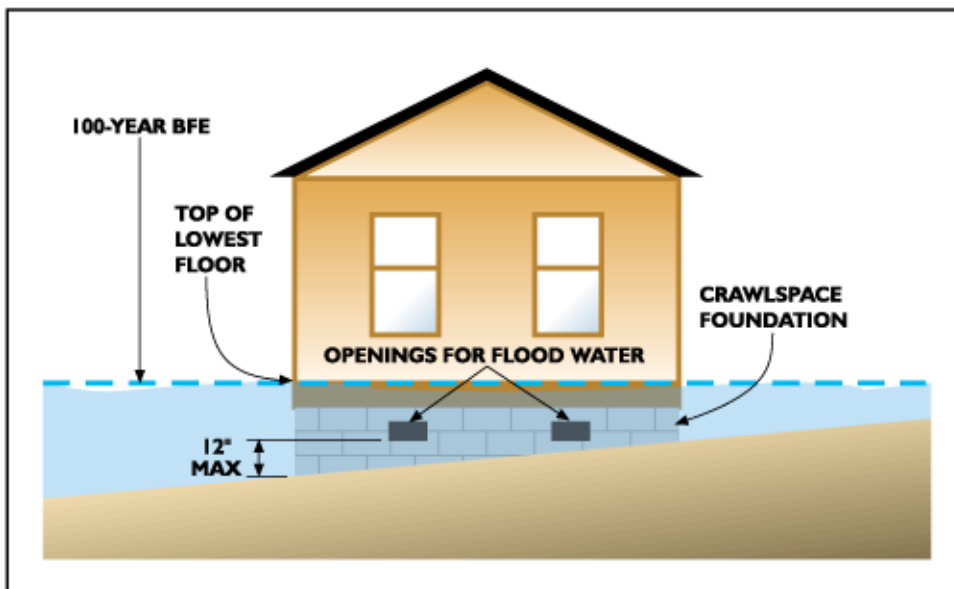 100-YEAR BFE
TOP OF
LOWEST
FLOOR
CRAWLSPACE
FOUNDATION
OPENINGS FOR FLOOD WATER
12"
MAX